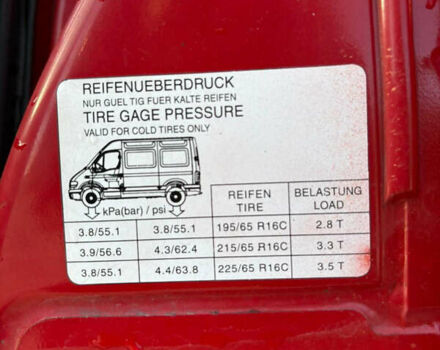 REIFENUEBERDRUCK
NUR GUEL TIG FUER KALTE REIFEN
TIRE GAGE PRESSURE
VALID FOR COLD TIRES ONLY
kPa(bar) / psi
REIFEN TIRE
BELASTUNG LOAD
3.8/55.1 3.8/55.1 195/65 R16C 2.8 T
3.9/56.6 4.3/62.4 215/65 R16C 3.3 T
3.8/55.1 4.4/63.8 225/65 R16C 3.5 T